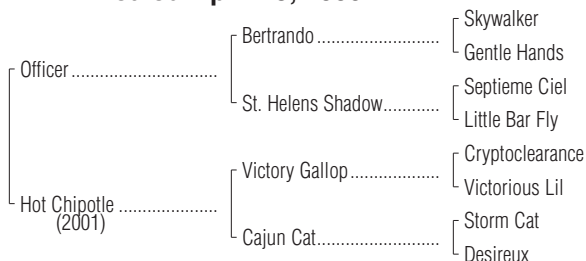 Skywalker
Bertrando
Gentle Hands
Officer
Septieme Ciel
St. Helens Shadow
Little Bar Fly
Cryptoclearance
Victory Gallop
Victorious Lil
Hot Chipotle
(2001)
Storm Cat
Cajun Cat
Desireux